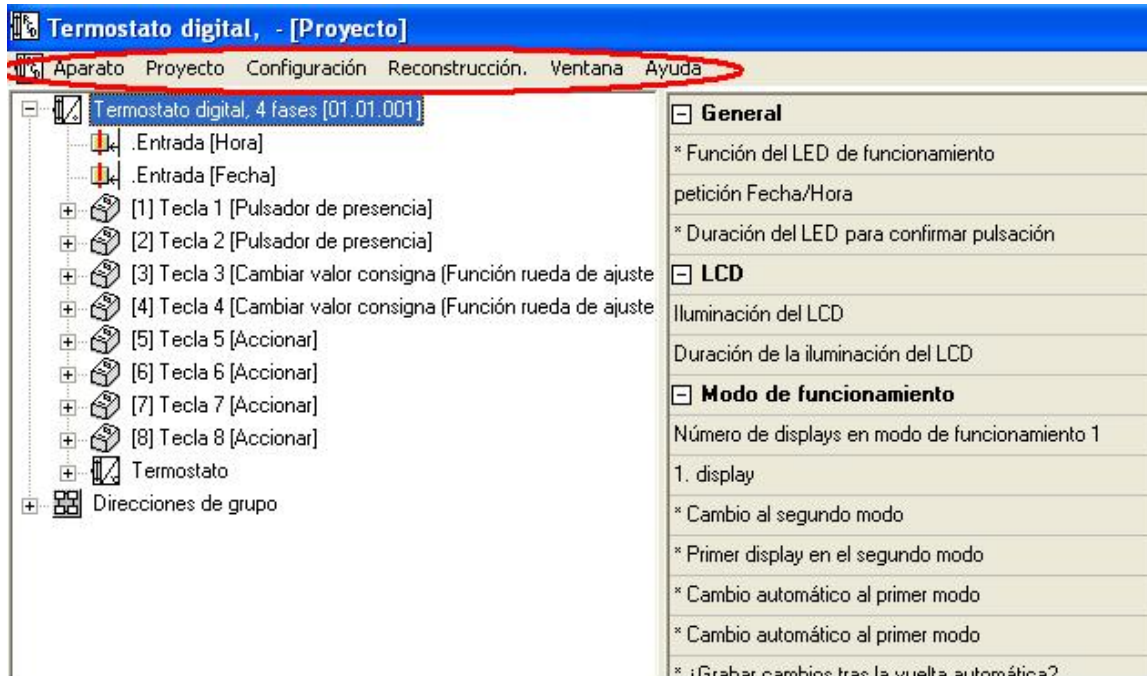 Termostato digital, - [Proyecto]
Aparato Proyecto Configuración Reconstrucción. Ventana Ayuda
Termostato digital, 4 fases [01.01.001]
.Entrada [Hora]
.Entrada [Fecha]
[1] Tecla 1 [Pulsador de presencia]
[2] Tecla 2 [Pulsador de presencia]
[3] Tecla 3 [Cambiar valor consigna (Función rueda de ajuste
[4] Tecla 4 [Cambiar valor consigna (Función rueda de ajuste
[5] Tecla 5 [Accionar]
[6] Tecla 6 [Accionar]
[7] Tecla 7 [Accionar]
[8] Tecla 8 [Accionar]
Termostato
Direcciones de grupo
General
* Función del LED de funcionamiento
petición Fecha/Hora
* Duración del LED para confirmar pulsación
LCD
Iluminación del LCD
Duración de la iluminación del LCD
Modo de funcionamiento
Número de displays en modo de funcionamiento 1
1. display
* Cambio al segundo modo
* Primer display en el segundo modo
* Cambio automático al primer modo
* Cambio automático al primer modo
* ¿Grabar cambios tras la vuelta automática?